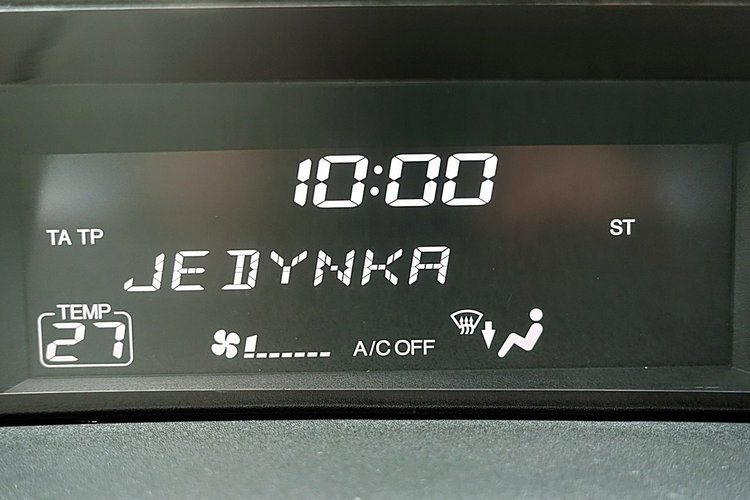 10:00
TA TP
ST
JEDYNKA
TEMP
27
A/C OFF